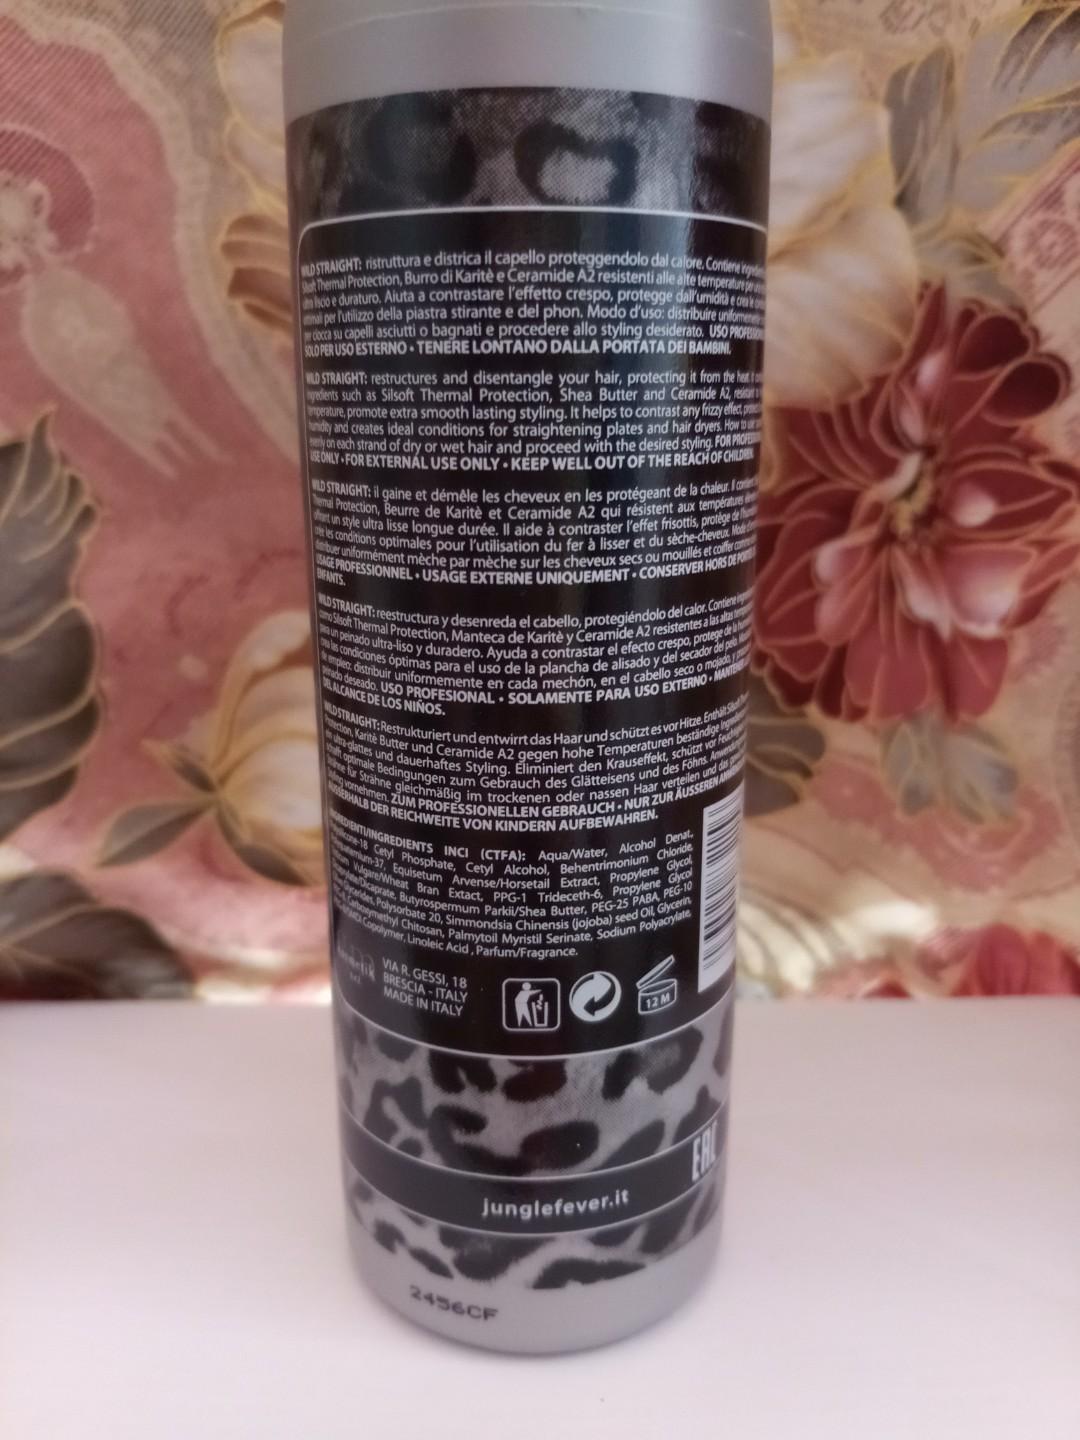 WILD STRAIGHT: ristruttura e districa il capello proteggendolo dal calore. Contiene
Silsoft Thermal Protection, Burro di Karitè e Ceramide A2 resistenti alle alte temperature per
liscio e duraturo. Aiuta a contrastare l'effetto crespo, protegge dall'umidità e crea le
per l'utilizzo della piastra stirante e del phon. Modo d'uso: distribuire uniformemente
per ciocca su capelli asciutti o bagnati e procedere allo styling desiderato. USO
SOLO PER USO ESTERNO • TENERE LONTANO DALLA PORTATA DEI BAMBINI.
WILD STRAIGHT: restructures and disentangle your hair, protecting it from the heat. It
ingredients such as Silsoft Thermal Protection, Shea Butter and Ceramide A2,
temperature, promote extra smooth lasting styling. It helps to contrast any frizzy effect,
humidity and creates ideal conditions for straightening plates and hair dryers. How to use:
evenly on each strand of dry or wet hair and proceed with the desired styling. FOR
USE ONLY • FOR EXTERNAL USE ONLY • KEEP WELL OUT OF THE REACH OF CHILDREN.
WILD STRAIGHT: il gaine et démêle les cheveux en les protégeant de la chaleur. Il
Thermal Protection, Beurre de Karitè et Ceramide A2 qui résistent aux températures
offrant un style ultra lisse longue durée. Il aide à contraster l'effet frisottis, protège de
crée les conditions optimales pour l'utilisation du fer à lisser et du sèche-cheveux. Mode
distribuer uniformément mèche par mèche sur les cheveux secs ou mouillés et coiffer
USAGE PROFESSIONNEL • USAGE EXTERNE UNIQUEMENT • CONSERVER HORS DE
ENFANTS.
WILD STRAIGHT: reestructura y desenreda el cabello, protegiéndolo del calor. Contiene
como Silsoft Thermal Protection, Manteca de Karitè y Ceramide A2 resistentes a las altas
para un peinado ultra-liso y duradero. Ayuda a contrastar el efecto crespo, protege de la
crea las condiciones óptimas para el uso de la plancha de alisado y del secador del pelo.
de empleo: distribuir uniformemente en cada mechón, en el cabello seco o mojado, y
peinado deseado. USO PROFESIONAL • SOLAMENTE PARA USO EXTERNO •
DEL ALCANCE DE LOS NIÑOS.
WILD STRAIGHT: Restrukturiert und entwirrt das Haar und schützt es vor Hitze. Enthält Silsoft
Protection, Karitè Butter und Ceramide A2 gegen hohe Temperaturen beständige
ein ultra-glattes und dauerhaftes Styling. Eliminiert den Krauseffekt, schützt vor
schafft optimale Bedingungen zum Gebrauch des Glätteisens und des Föhns.
Strähne für Strähne gleichmäßig im trockenen oder nassen Haar verteilen und das
Styling vornehmen. ZUM PROFESSIONELLEN GEBRAUCH • NUR ZUR ÄUSSEREN
AUSSERHALB DER REICHWEITE VON KINDERN AUFBEWAHREN.
INGREDIENTI/INGREDIENTS INCI (CTFA): Aqua/Water, Alcohol Denat.,
Cetyl Phosphate, Cetyl Alcohol, Behentrimonium Chloride,
Equisetum Arvense/Horsetail Extract, Propylene Glycol,
Vulgare/Wheat Bran Extact, PPG-1 Trideceth-6, Propylene Glycol
Butyrospermum Parkii/Shea Butter, PEG-25 PABA, PEG-10
Polysorbate 20, Simmondsia Chinensis (jojoba) seed Oil, Glycerin,
Carboxymethyl Chitosan, Palmytoil Myristil Serinate, Sodium Polyacrylate,
Copolymer, Linoleic Acid , Parfum/Fragrance.
VIA R. GESSI, 18
BRESCIA - ITALY
MADE IN ITALY
12 M
EAC
junglefever.it
2456CF